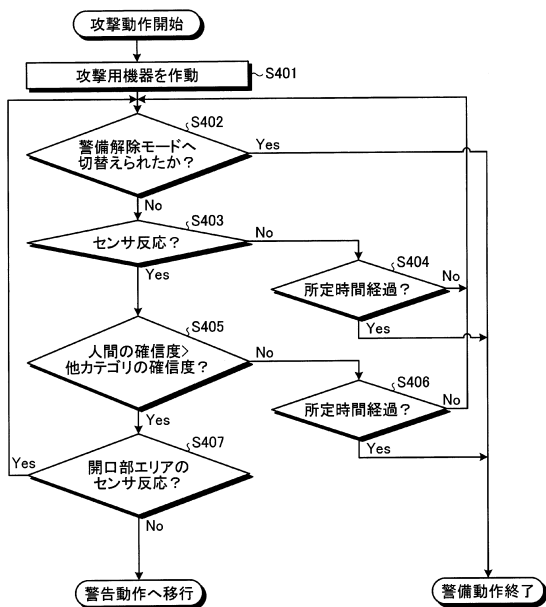 攻撃動作開始
攻撃用機器を作動
S401
S402
警備解除モードへ
切替えられたか？
Yes
No
S403
センサ反応？
No
Yes
S404
所定時間経過？
No
Yes
S405
人間の確信度>
他カテゴリの確信度？
No
Yes
S406
所定時間経過？
No
Yes
S407
開口部エリアの
センサ反応？
Yes
No
警告動作へ移行
警備動作終了